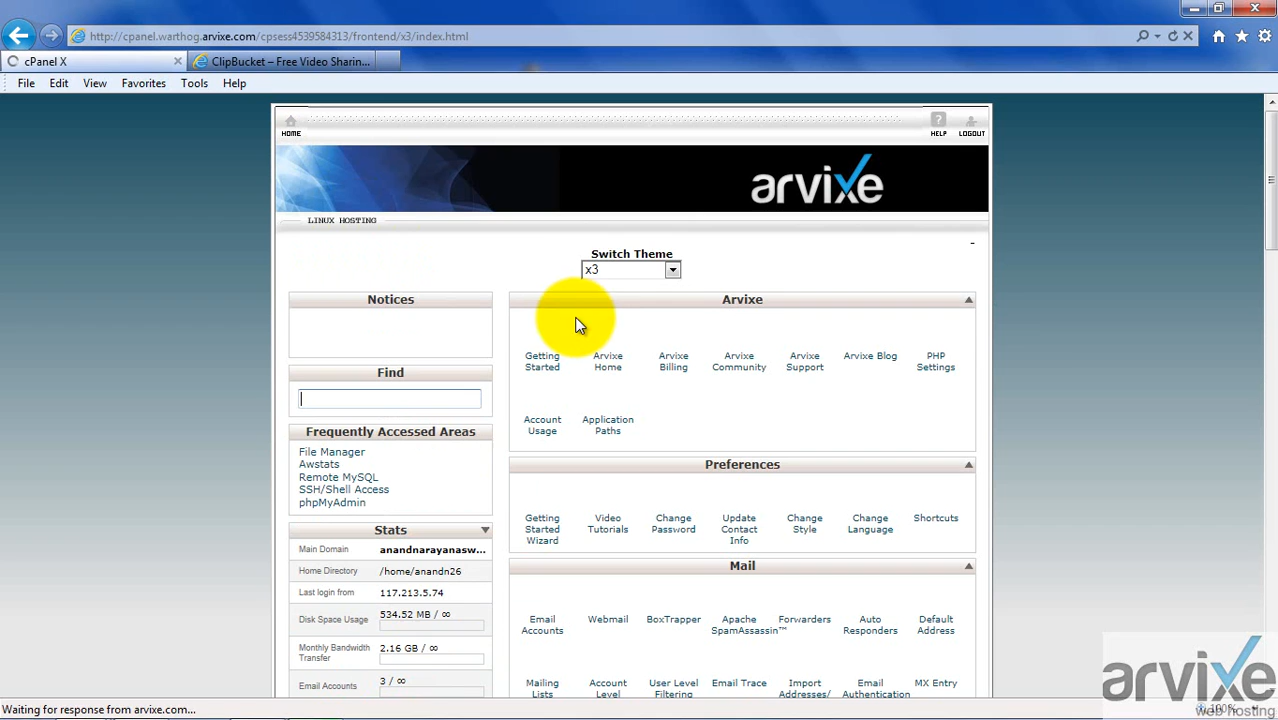 http://cpanel.warthog.arvixe.com/cpsess4539584313/frontend/x3/index.html
cPanel X
ClipBucket – Free Video Sharin...
File Edit View Favorites Tools Help
HOME
HELP LOGOUT
arvixe
LINUX HOSTING
Switch Theme
x3
Notices
Find
Frequently Accessed Areas
File Manager
Awstats
Remote MySQL
SSH/Shell Access
phpMyAdmin
Stats
Main Domain anandnarayanasw...
Home Directory /home/anandn26
Last login from 117.213.5.74
Disk Space Usage 534.52 MB / ∞
Monthly Bandwidth Transfer 2.16 GB / ∞
Email Accounts 3 / ∞
Arvixe
Getting Started
Arvixe Home
Arvixe Billing
Arvixe Community
Arvixe Support
Arvixe Blog
PHP Settings
Account Usage
Application Paths
Preferences
Getting Started Wizard
Video Tutorials
Change Password
Update Contact Info
Change Style
Change Language
Shortcuts
Mail
Email Accounts
Webmail
BoxTrapper
Apache SpamAssassin™
Forwarders
Auto Responders
Default Address
Mailing Lists
Account Level
User Level Filtering
Email Trace
Import Addresses/
Email Authentication
MX Entry
Waiting for response from arvixe.com...
arvixe
web hosting
100%